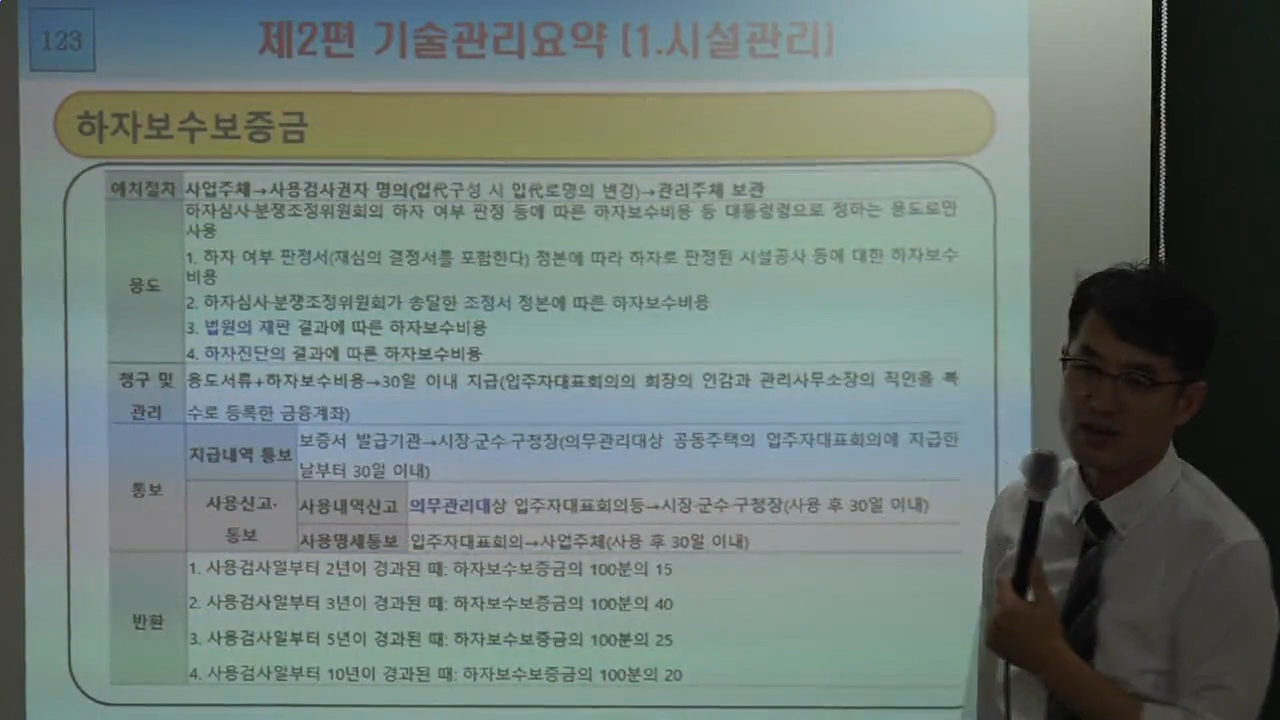 123
제2편 기술관리요약 [1.시설관리]
하자보수보증금
예치절차 사업주체→사용검사권자 명의(입代구성 시 입代로명의 변경)→관리주체 보관
하자심사·분쟁조정위원회의 하자 여부 판정 등에 따른 하자보수비용 등 대통령령으로 정하는 용도로만
사용
1. 하자 여부 판정서(재심의 결정서를 포함한다) 정본에 따라 하자로 판정된 시설공사 등에 대한 하자보수
비용
용도
2. 하자심사·분쟁조정위원회가 송달한 조정서 정본에 따른 하자보수비용
3. 법원의 재판 결과에 따른 하자보수비용
4. 하자진단의 결과에 따른 하자보수비용
청구 및 용도서류+하자보수비용→30일 이내 지급(입주자대표회의의 회장의 인감과 관리사무소장의 직인을 복
관리 수로 등록한 금융계좌)
보증서 발급기관→시장·군수·구청장(의무관리대상 공동주택의 입주자대표회의에 지급한
지급내역 통보
날부터 30일 이내)
통보
사용신고· 사용내역신고 의무관리대상 입주자대표회의등→시장·군수·구청장(사용 후 30일 이내)
통보 사용명세통보 입주자대표회의→사업주체(사용 후 30일 이내)
1. 사용검사일부터 2년이 경과된 때: 하자보수보증금의 100분의 15
2. 사용검사일부터 3년이 경과된 때: 하자보수보증금의 100분의 40
반환
3. 사용검사일부터 5년이 경과된 때: 하자보수보증금의 100분의 25
4. 사용검사일부터 10년이 경과된 때: 하자보수보증금의 100분의 20